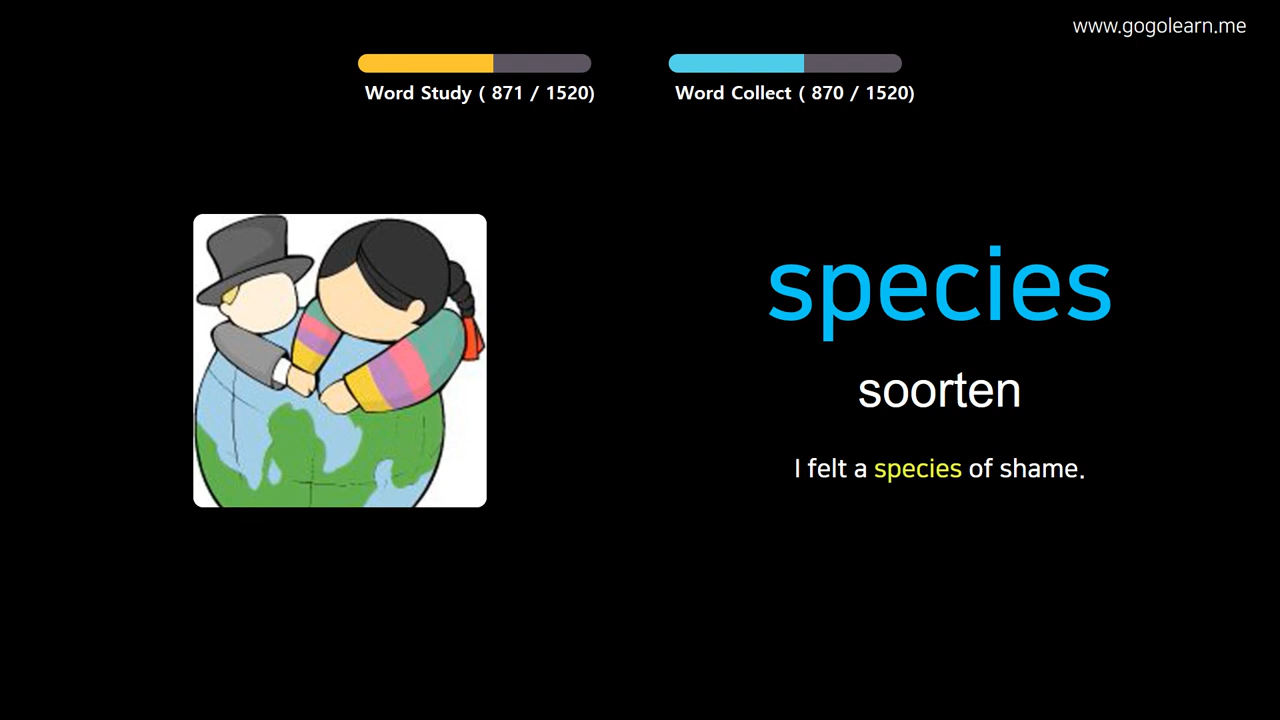 www.gogolearn.me
Word Study ( 871 / 1520)
Word Collect ( 870 / 1520)
species
soorten
I felt a species of shame.